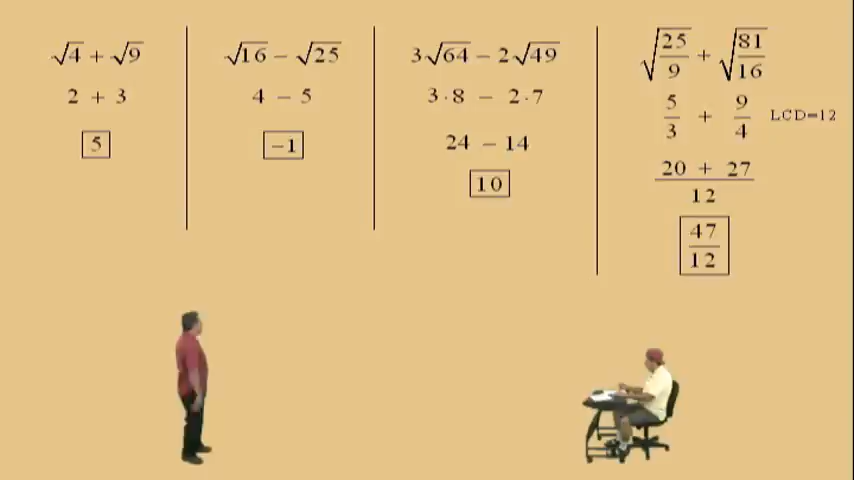 √4 + √9
2 + 3
5
√16 − √25
4 − 5
−1
3√64 − 2√49
3·8 − 2·7
24 − 14
10
√(25/9) + √(81/16)
5/3 + 9/4 LCD=12
20 + 27
12
47
12